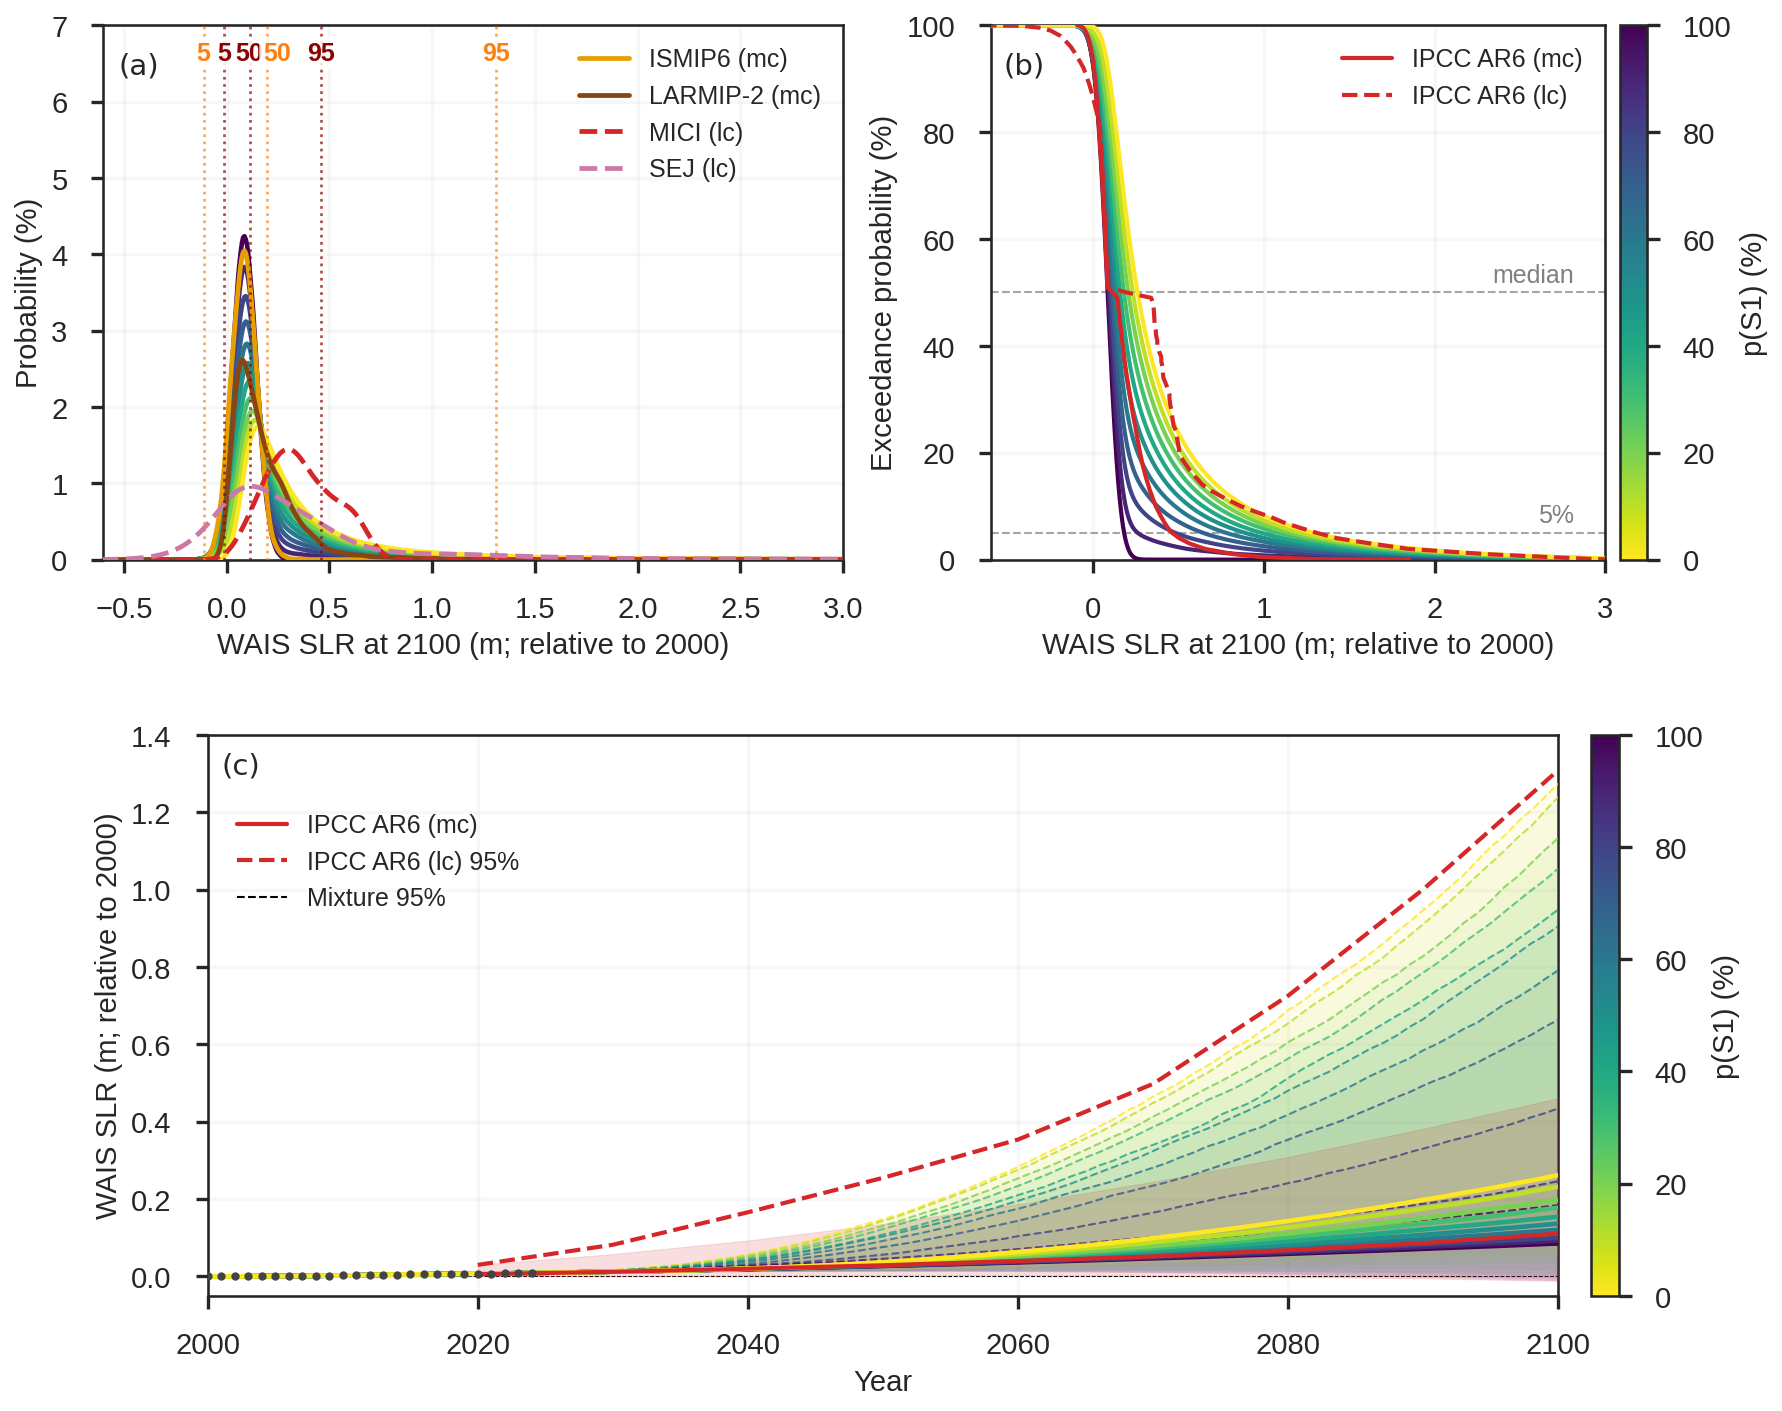 (a)
5 5 50 50 95 95
ISMIP6 (mc)
LARMIP-2 (mc)
MICI (lc)
SEJ (lc)
7
6
5
4
3
2
1
0
Probability (%)
−0.5 0.0 0.5 1.0 1.5 2.0 2.5 3.0
WAIS SLR at 2100 (m; relative to 2000)
(b)
IPCC AR6 (mc)
IPCC AR6 (lc)
median
5%
100
80
60
40
20
0
Exceedance probability (%)
0 1 2 3
WAIS SLR at 2100 (m; relative to 2000)
100
80
60
40
20
0
p(S1) (%)
(c)
IPCC AR6 (mc)
IPCC AR6 (lc) 95%
Mixture 95%
1.4
1.2
1.0
0.8
0.6
0.4
0.2
0.0
WAIS SLR (m; relative to 2000)
2000 2020 2040 2060 2080 2100
Year
100
80
60
40
20
0
p(S1) (%)